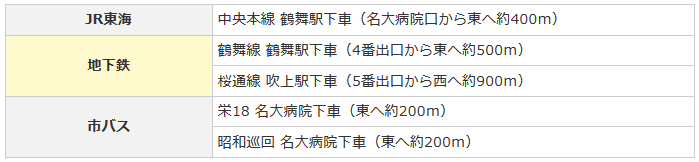 JR東海
中央本線 鶴舞駅下車（名大病院口から東へ約400m）
地下鉄
鶴舞線 鶴舞駅下車（4番出口から東へ約500m）
桜通線 吹上駅下車（5番出口から西へ約900m）
市バス
栄18 名大病院下車（東へ約200m）
昭和巡回 名大病院下車（東へ約200m）